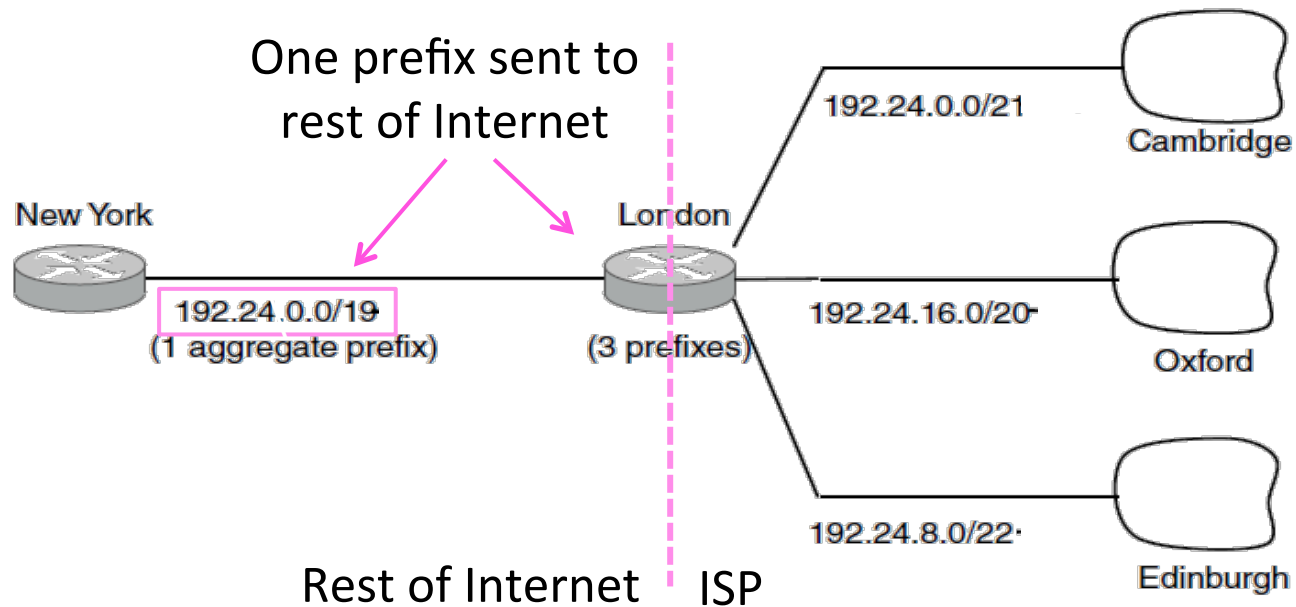 One prefix sent to
rest of Internet
192.24.0.0/21
Cambridge
New York
London
192.24.0.0/19
(1 aggregate prefix)
(3 prefixes)
192.24.16.0/20
Oxford
192.24.8.0/22
Edinburgh
Rest of Internet
ISP